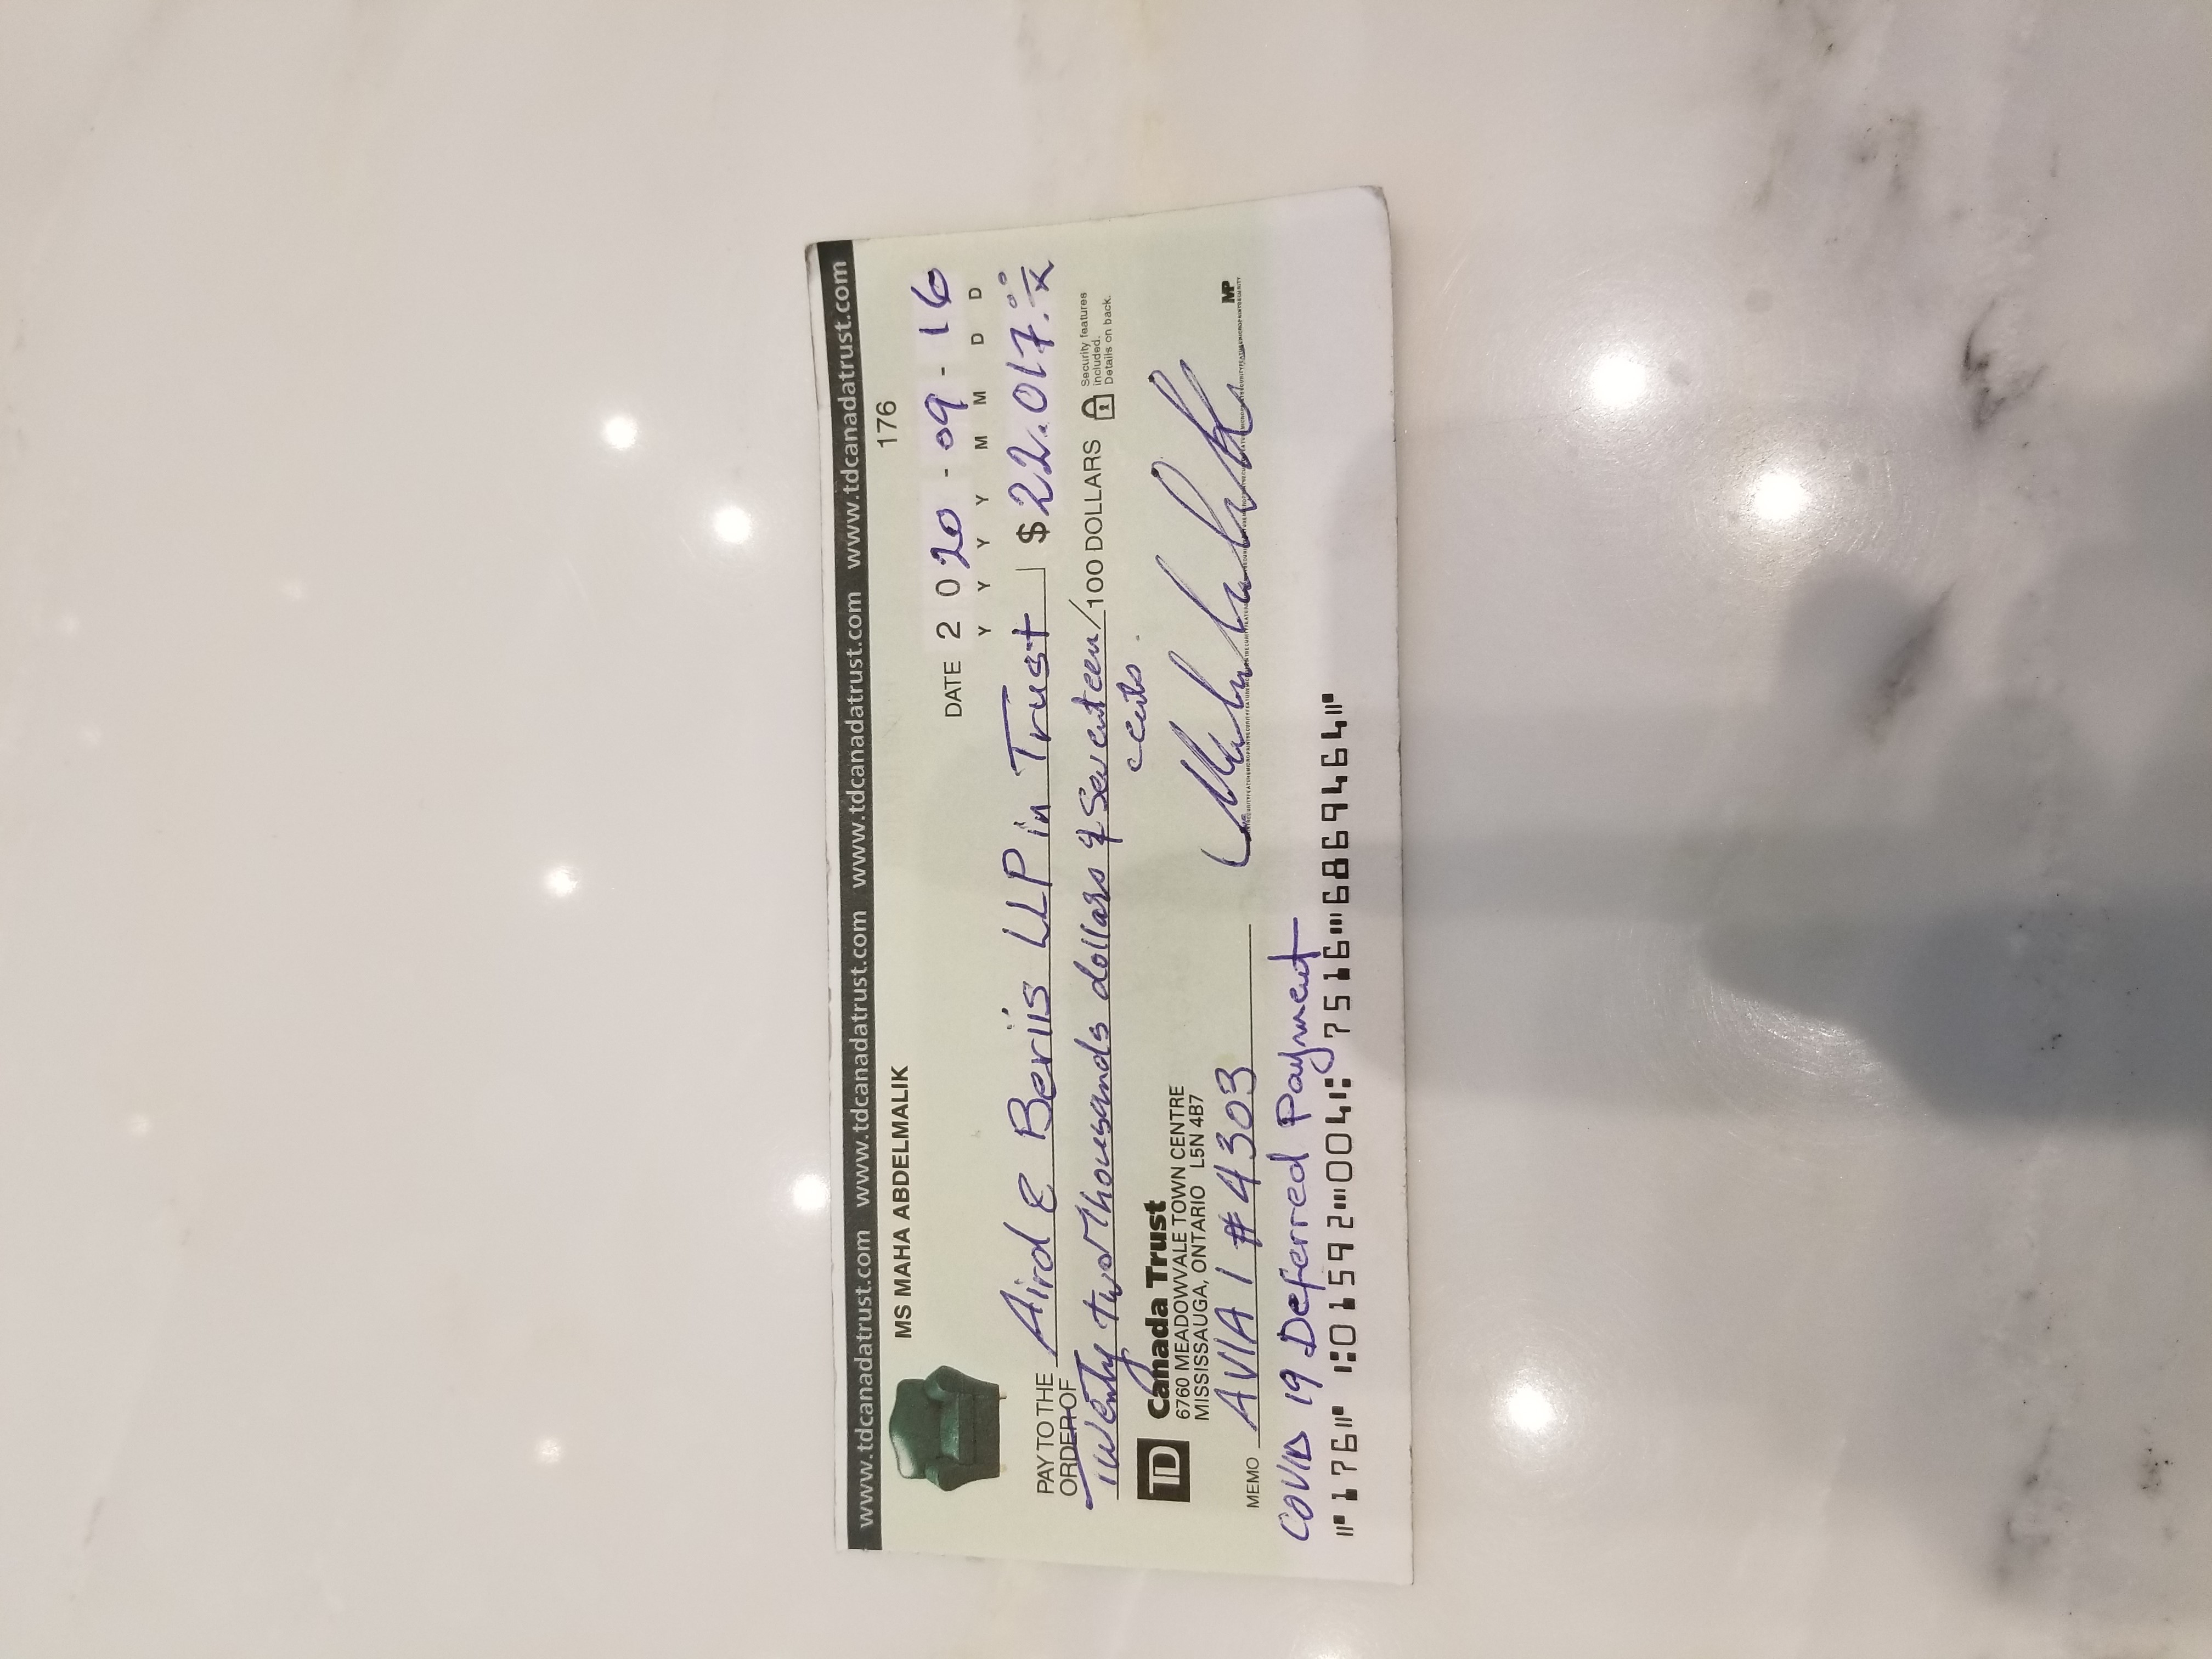 www.tdcanadatrust.com www.tdcanadatrust.com www.tdcanadatrust.com www.tdcanadatrust.com
MS MAHA ABDELMALIK
176
DATE 2020-09-16
Y Y Y Y M M D D
PAY TO THE ORDER OF Aird & Beriis LLP in Trust $ 22.017.00/x
Twenty two Thousands dollars & Seventeen /100 DOLLARS
cents.
Security features included. Details on back.
TD Canada Trust
6760 MEADOWVALE TOWN CENTRE
MISSISSAUGA, ONTARIO L5N 4B7
MEMO AVIA 1 # 4303
MP
COVID 19 Deferred Payment
⑈176⑈ ⑆01592⑉004⑆ 7516⑉6869464⑈